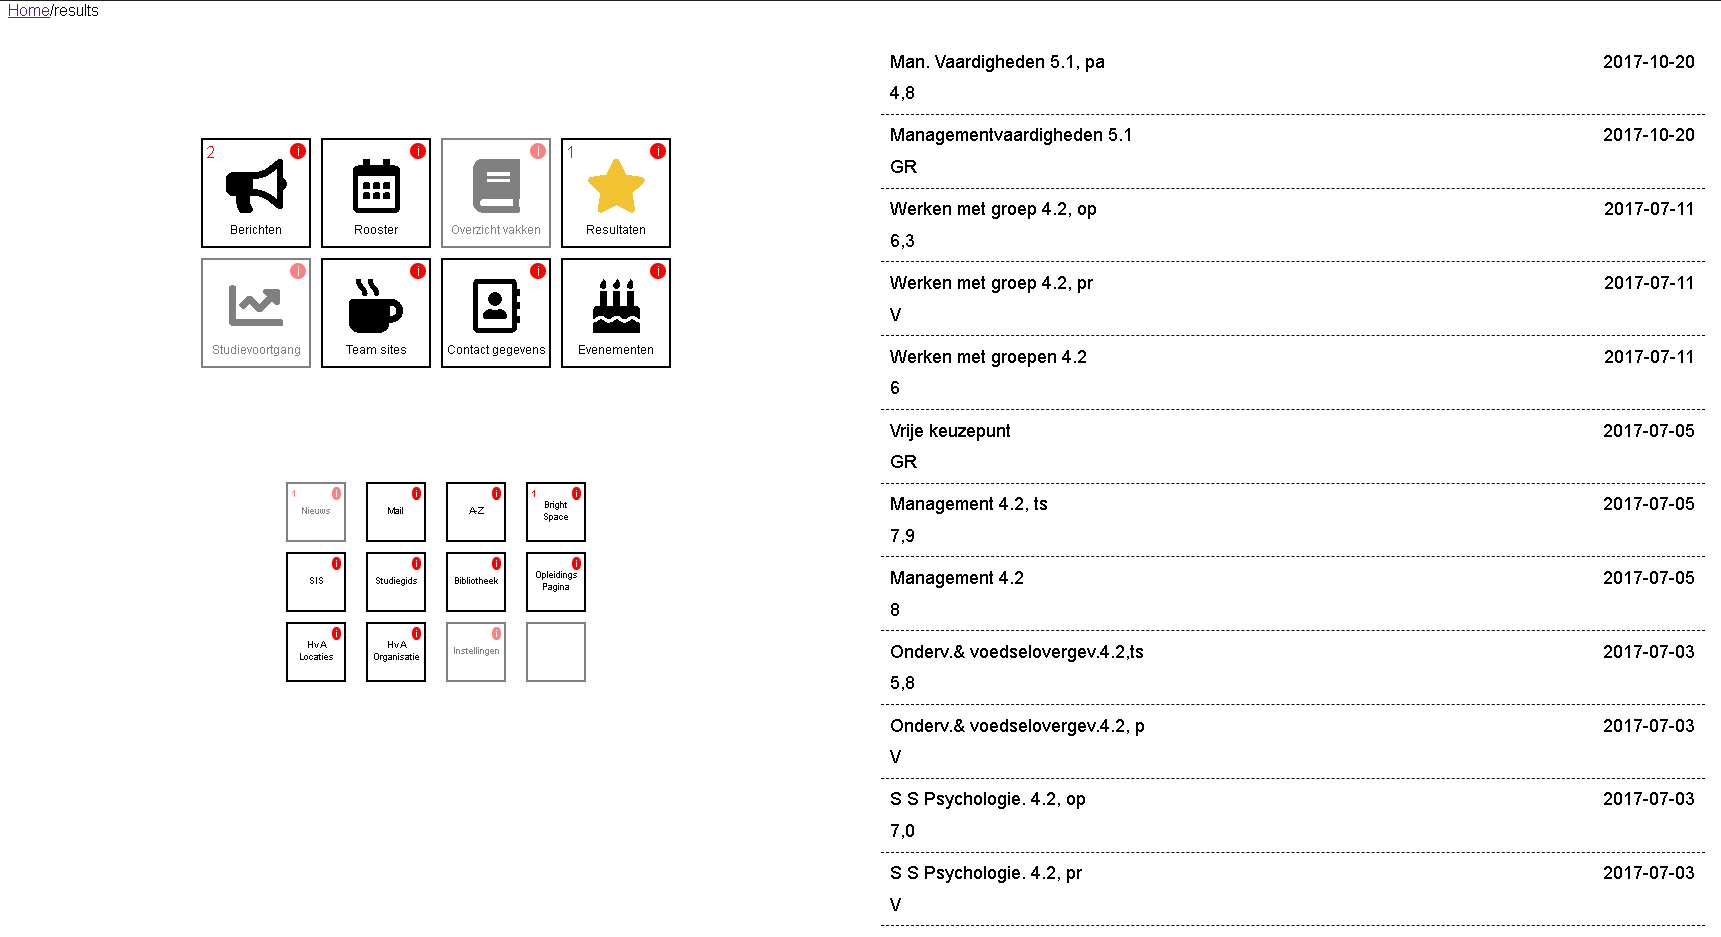 Home/results
2 i
Berichten
i
Rooster
i
Overzicht vakken
1 i
Resultaten
i
Studievoortgang
i
Team sites
i
Contact gegevens
i
Evenementen
1 i
Nieuws
i
Mail
i
A-Z
1 i
Bright
Space
i
SIS
i
Studiegids
i
Bibliotheek
i
Opleidings
Pagina
i
HvA
Locaties
i
HvA
Organisatie
i
Instellingen
Man. Vaardigheden 5.1, pa 2017-10-20
4,8
Managementvaardigheden 5.1 2017-10-20
GR
Werken met groep 4.2, op 2017-07-11
6,3
Werken met groep 4.2, pr 2017-07-11
V
Werken met groepen 4.2 2017-07-11
6
Vrije keuzepunt 2017-07-05
GR
Management 4.2, ts 2017-07-05
7,9
Management 4.2 2017-07-05
8
Onderv.& voedselovergev.4.2,ts 2017-07-03
5,8
Onderv.& voedselovergev.4.2, p 2017-07-03
V
S S Psychologie. 4.2, op 2017-07-03
7,0
S S Psychologie. 4.2, pr 2017-07-03
V